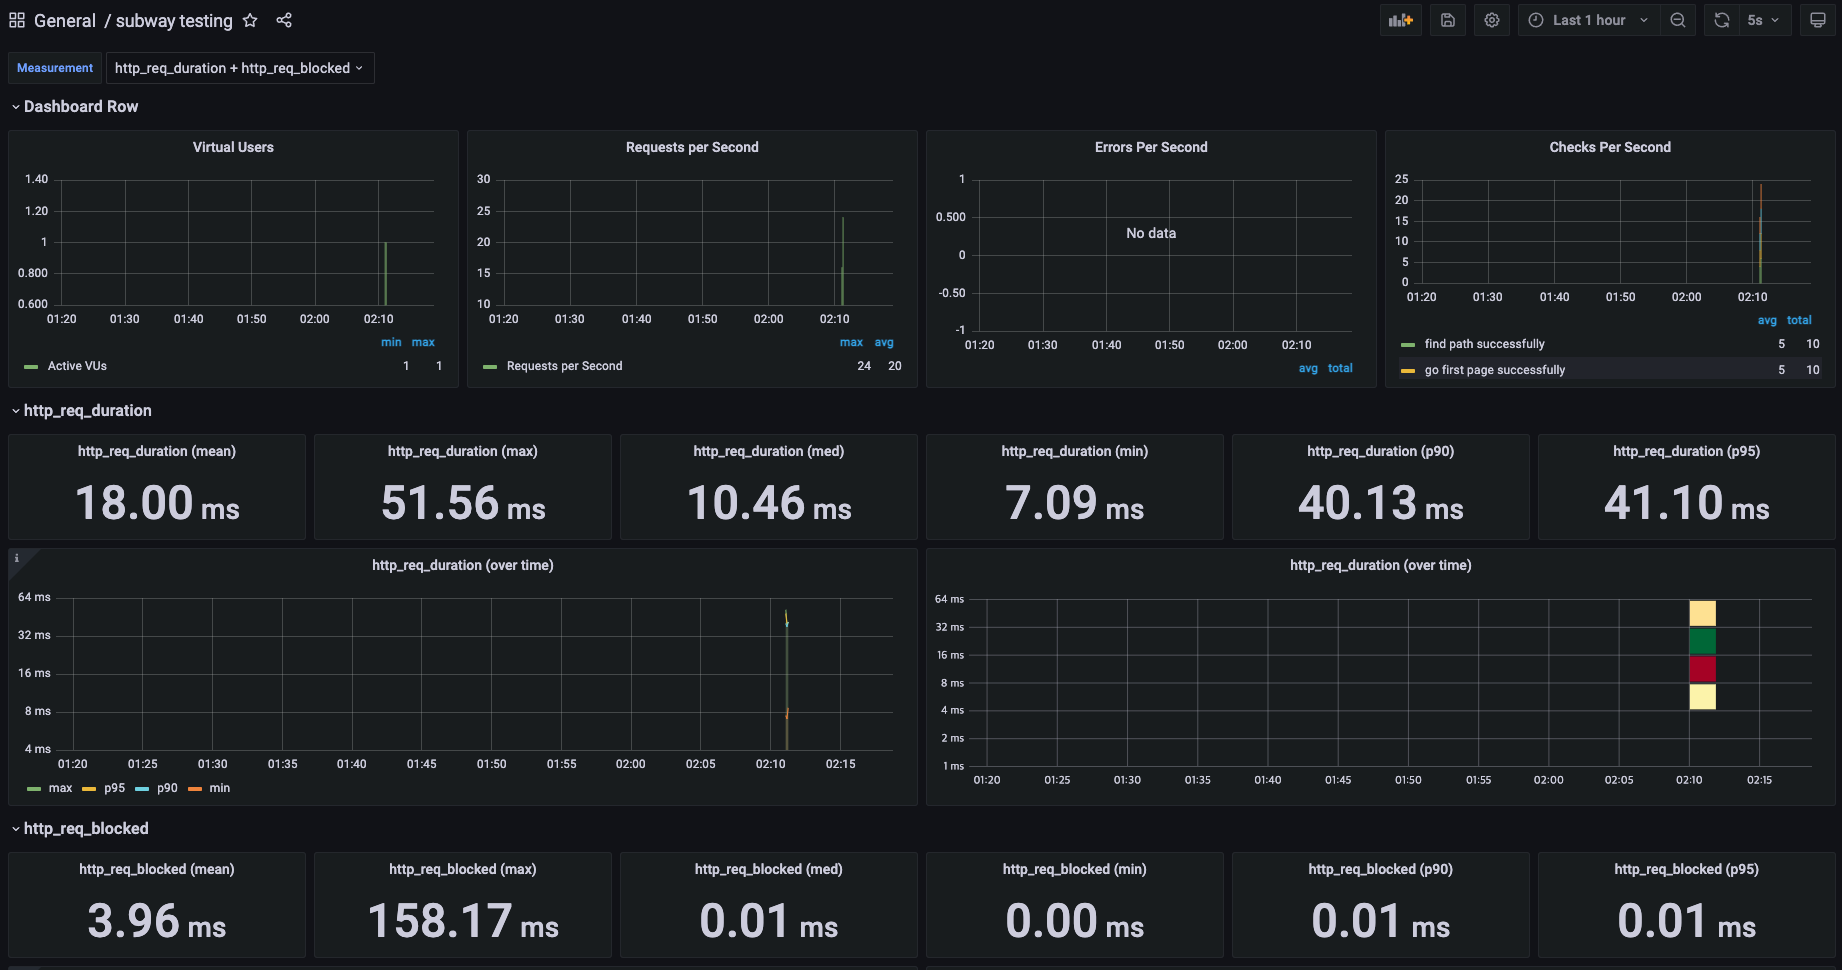 General / subway testing
Last 1 hour
5s
Measurement
http_req_duration + http_req_blocked
Dashboard Row
Virtual Users
1.40
1.20
1
0.800
0.600
01:20 01:30 01:40 01:50 02:00 02:10
min max
Active VUs 1 1
Requests per Second
30
25
20
15
10
01:20 01:30 01:40 01:50 02:00 02:10
max avg
Requests per Second 24 20
Errors Per Second
1
0.500
0
-0.50
-1
No data
01:20 01:30 01:40 01:50 02:00 02:10
avg total
Checks Per Second
25
20
15
10
5
0
01:20 01:30 01:40 01:50 02:00 02:10
avg total
find path successfully 5 10
go first page successfully 5 10
http_req_duration
http_req_duration (mean)
18.00 ms
http_req_duration (max)
51.56 ms
http_req_duration (med)
10.46 ms
http_req_duration (min)
7.09 ms
http_req_duration (p90)
40.13 ms
http_req_duration (p95)
41.10 ms
i
http_req_duration (over time)
64 ms
32 ms
16 ms
8 ms
4 ms
01:20 01:25 01:30 01:35 01:40 01:45 01:50 01:55 02:00 02:05 02:10 02:15
max p95 p90 min
http_req_duration (over time)
64 ms
32 ms
16 ms
8 ms
4 ms
2 ms
1 ms
01:20 01:25 01:30 01:35 01:40 01:45 01:50 01:55 02:00 02:05 02:10 02:15
http_req_blocked
http_req_blocked (mean)
3.96 ms
http_req_blocked (max)
158.17 ms
http_req_blocked (med)
0.01 ms
http_req_blocked (min)
0.00 ms
http_req_blocked (p90)
0.01 ms
http_req_blocked (p95)
0.01 ms